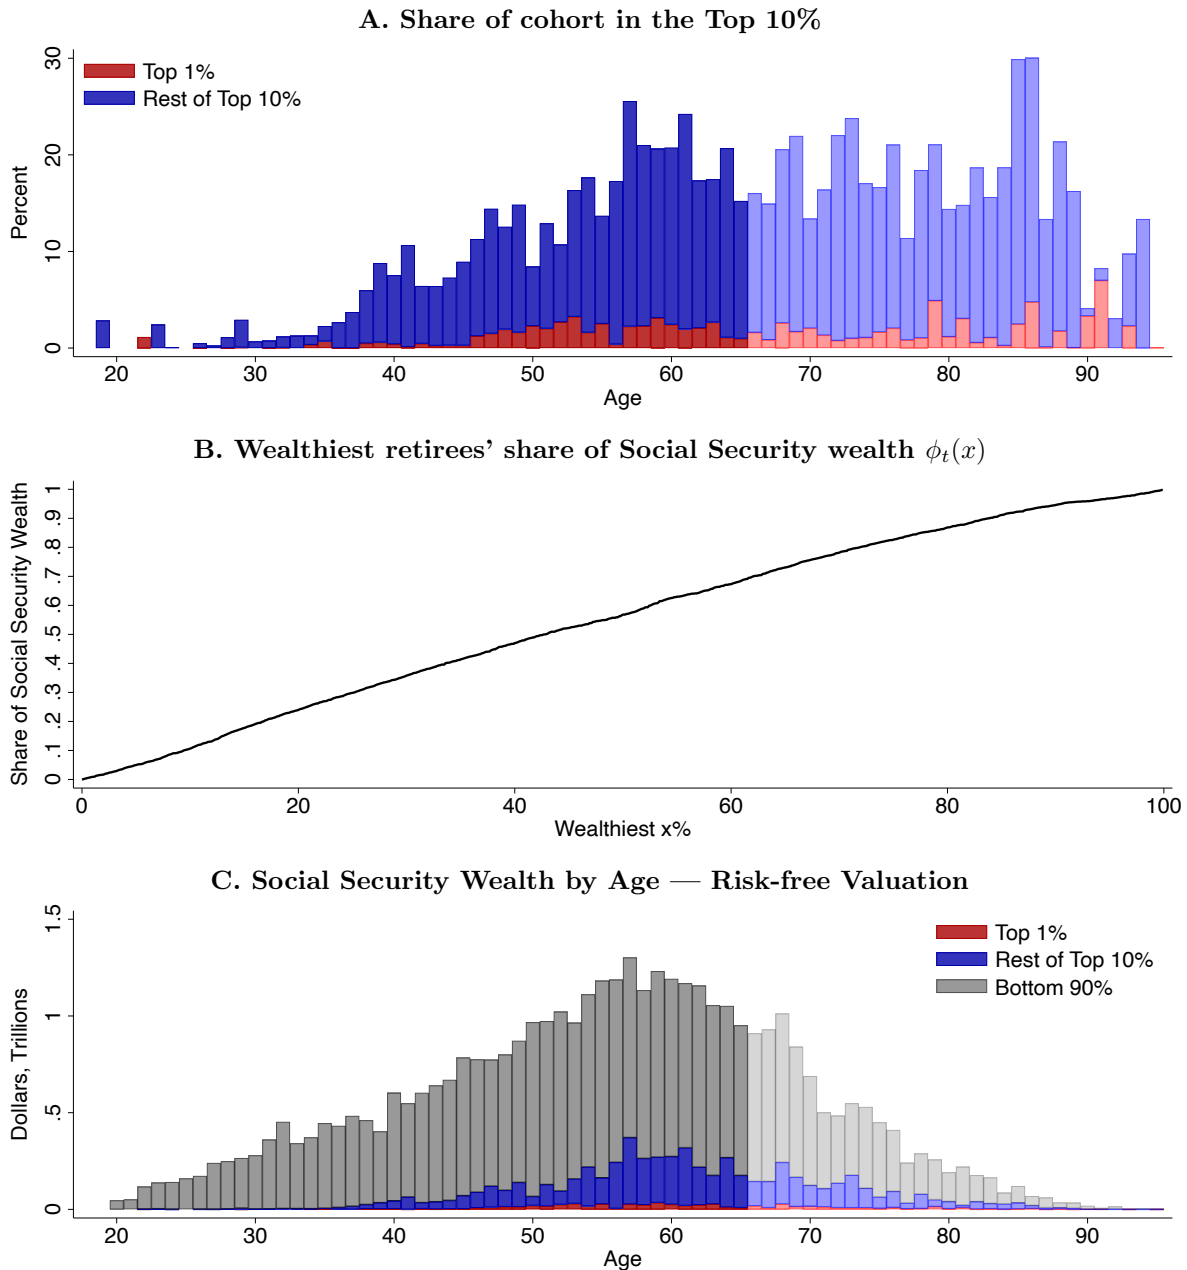 A. Share of cohort in the Top 10%
30
20
10
0
Percent
Top 1%
Rest of Top 10%
20 30 40 50 60 70 80 90
Age
B. Wealthiest retirees' share of Social Security wealth ϕt(x)
1
.9
.8
.7
.6
.5
.4
.3
.2
.1
0
Share of Social Security Wealth
0 20 40 60 80 100
Wealthiest x%
C. Social Security Wealth by Age — Risk-free Valuation
1.5
1
.5
0
Dollars, Trillions
Top 1%
Rest of Top 10%
Bottom 90%
20 30 40 50 60 70 80 90
Age